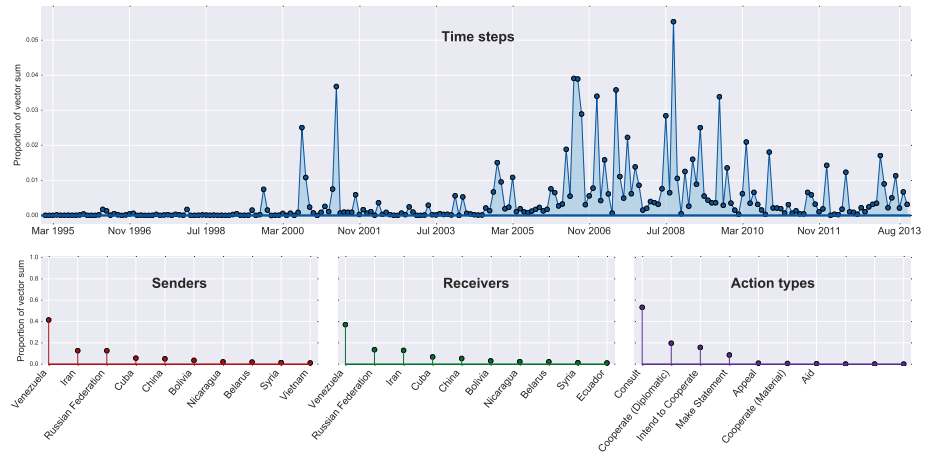 Time steps
Proportion of vector sum
0.05
0.04
0.03
0.02
0.01
0.00
Mar 1995 Nov 1996 Jul 1998 Mar 2000 Nov 2001 Jul 2003 Mar 2005 Nov 2006 Jul 2008 Mar 2010 Nov 2011 Aug 2013
Senders Receivers Action types
Proportion of vector sum
1.0
0.8
0.6
0.4
0.2
0.0
Venezuela Iran Russian Federation Cuba China Bolivia Nicaragua Belarus Syria Vietnam
Venezuela Russian Federation Iran Cuba China Bolivia Nicaragua Belarus Syria Ecuador
Consult Cooperate (Diplomatic) Intend to Cooperate Make Statement Appeal Cooperate (Material) Aid